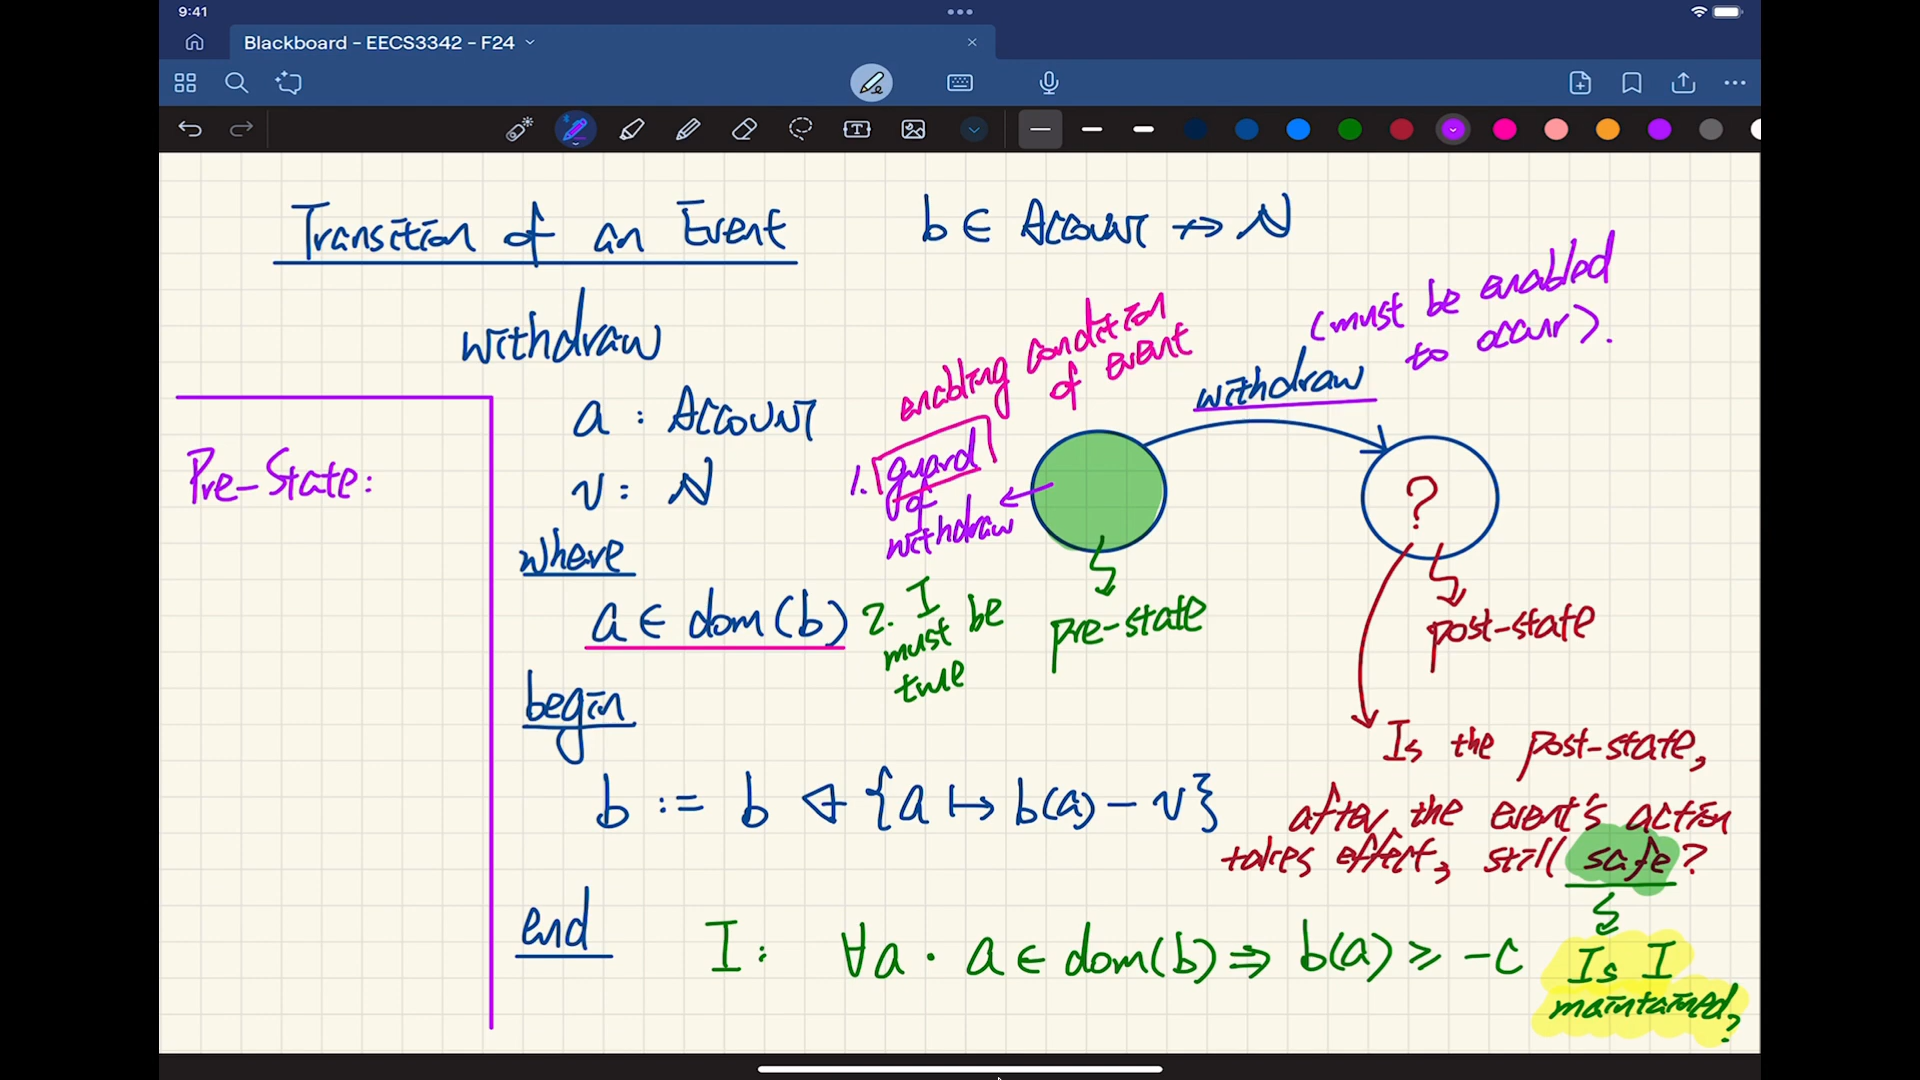 9:41
Blackboard - EECS3342 - F24
Transition of an Event
b ∈ Account ⇸ ℕ
withdraw
a : Account
v : ℕ
where
a ∈ dom(b)
begin
b := b ⩤ {a ↦ b(a) − v}
end
Pre-State:
enabling condition
of event
1. guard
of
withdraw
2. I
must be
true
pre-state
withdraw
(must be enabled
to occur).
?
post-state
Is the post-state,
after the event's action
takes effect, still safe?
I: ∀a · a ∈ dom(b) ⇒ b(a) ≥ −c
Is I
maintained?